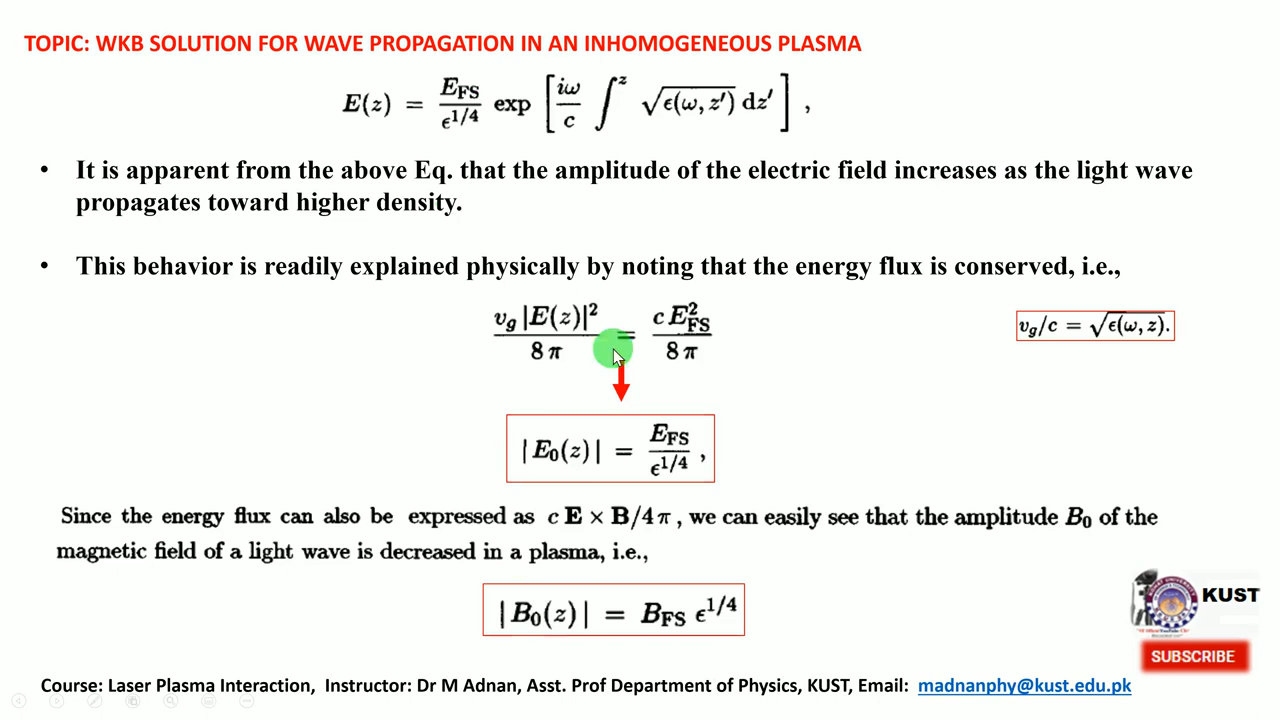 TOPIC: WKB SOLUTION FOR WAVE PROPAGATION IN AN INHOMOGENEOUS PLASMA
E(z) = E_FS / ϵ^{1/4} exp [ iω/c ∫^z √ϵ(ω, z′) dz′ ] ,
• It is apparent from the above Eq. that the amplitude of the electric field increases as the light wave
propagates toward higher density.
• This behavior is readily explained physically by noting that the energy flux is conserved, i.e.,
v_g |E(z)|² / 8π = c E²_FS / 8π
v_g/c = √ϵ(ω, z).
|E₀(z)| = E_FS / ϵ^{1/4} ,
Since the energy flux can also be expressed as c E × B/4π, we can easily see that the amplitude B₀ of the
magnetic field of a light wave is decreased in a plasma, i.e.,
|B₀(z)| = B_FS ϵ^{1/4}
KUST
SUBSCRIBE
Course: Laser Plasma Interaction, Instructor: Dr M Adnan, Asst. Prof Department of Physics, KUST, Email: madnanphy@kust.edu.pk